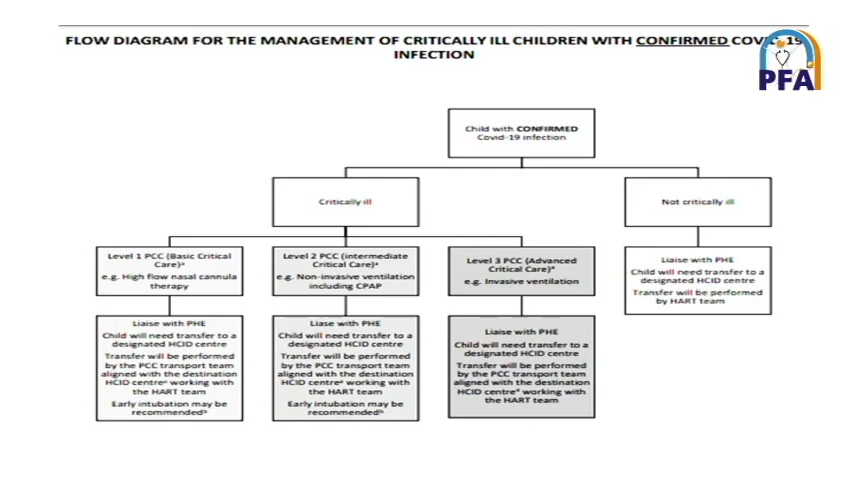 FLOW DIAGRAM FOR THE MANAGEMENT OF CRITICALLY ILL CHILDREN WITH CONFIRMED COVID-19
INFECTION
PFA
Child with CONFIRMED
Covid-19 infection
Critically ill
Not critically ill
Level 1 PCC (Basic Critical
Care)ᵃ
e.g. High flow nasal cannula
therapy
Level 2 PCC (intermediate
Critical Care)ᵃ
e.g. Non-invasive ventilation
including CPAP
Level 3 PCC (Advanced
Critical Care)ᵃ
e.g. Invasive ventilation
Liaise with PHE
Child will need transfer to a
designated HCID centre
Transfer will be performed
by HART team
Liaise with PHE
Child will need transfer to a
designated HCID centre
Transfer will be performed
by the PCC transport team
aligned with the destination
HCID centreᵃ working with
the HART team
Early intubation may be
recommendedᵇ
Liaise with PHE
Child will need transfer to a
designated HCID centre
Transfer will be performed
by the PCC transport team
aligned with the destination
HCID centreᵃ working with
the HART team
Early intubation may be
recommendedᵇ
Liaise with PHE
Child will need transfer to a
designated HCID centre
Transfer will be performed
by the PCC transport team
aligned with the destination
HCID centreᵃ working with
the HART team